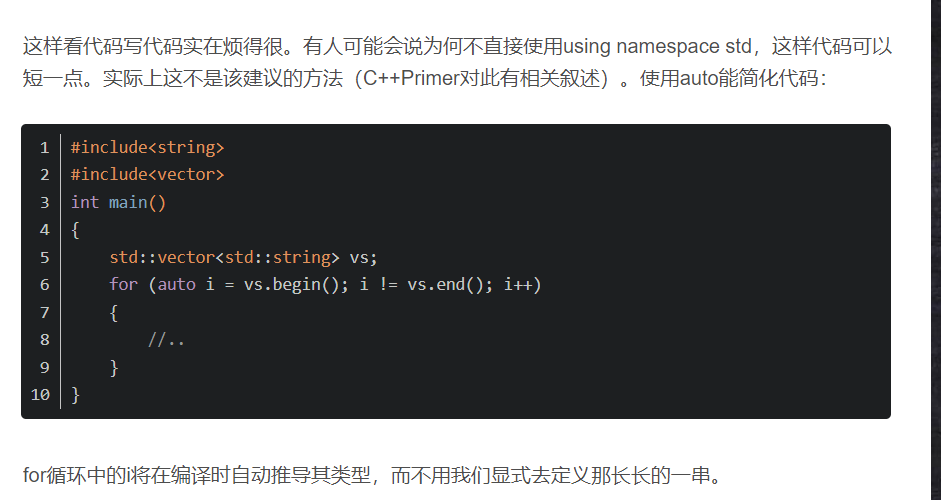 这样看代码写代码实在烦得很。有人可能会说为何不直接使用using namespace std，这样代码可以
短一点。实际上这不是该建议的方法（C++Primer对此有相关叙述）。使用auto能简化代码：
1 #include<string>
2 #include<vector>
3 int main()
4 {
5     std::vector<std::string> vs;
6     for (auto i = vs.begin(); i != vs.end(); i++)
7     {
8         //..
9     }
10 }
for循环中的i将在编译时自动推导其类型，而不用我们显式去定义那长长的一串。